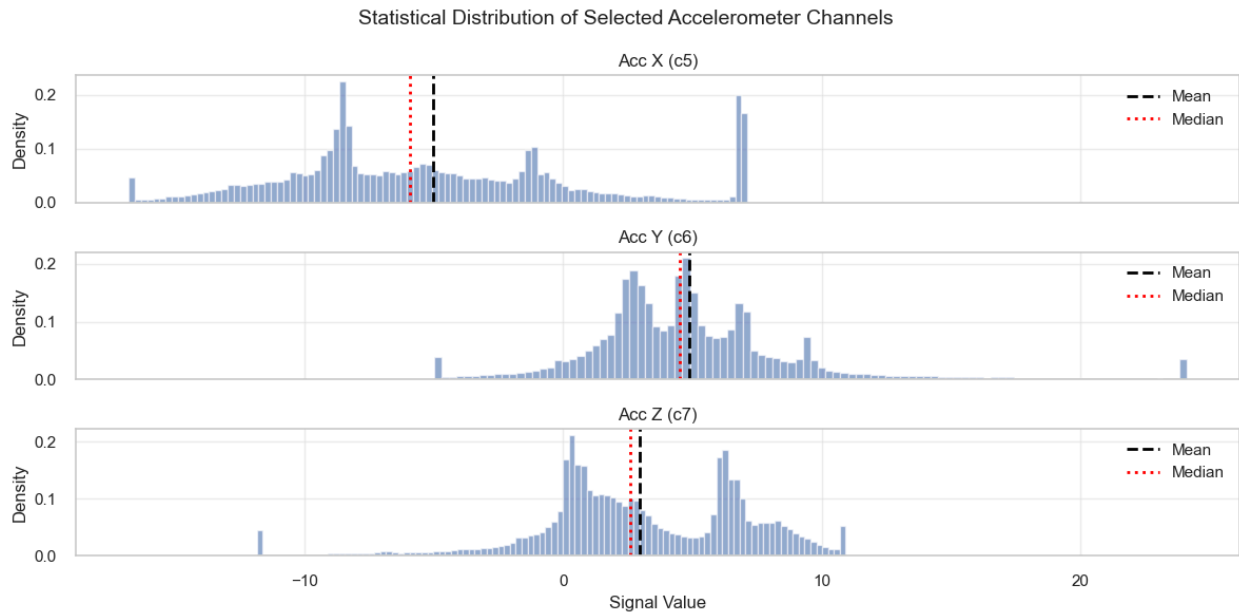 Statistical Distribution of Selected Accelerometer Channels
Acc X (c5)
Density
0.2
0.1
0.0
Mean
Median
Acc Y (c6)
Density
0.2
0.1
0.0
Mean
Median
Acc Z (c7)
Density
0.2
0.1
0.0
Mean
Median
−10 0 10 20
Signal Value